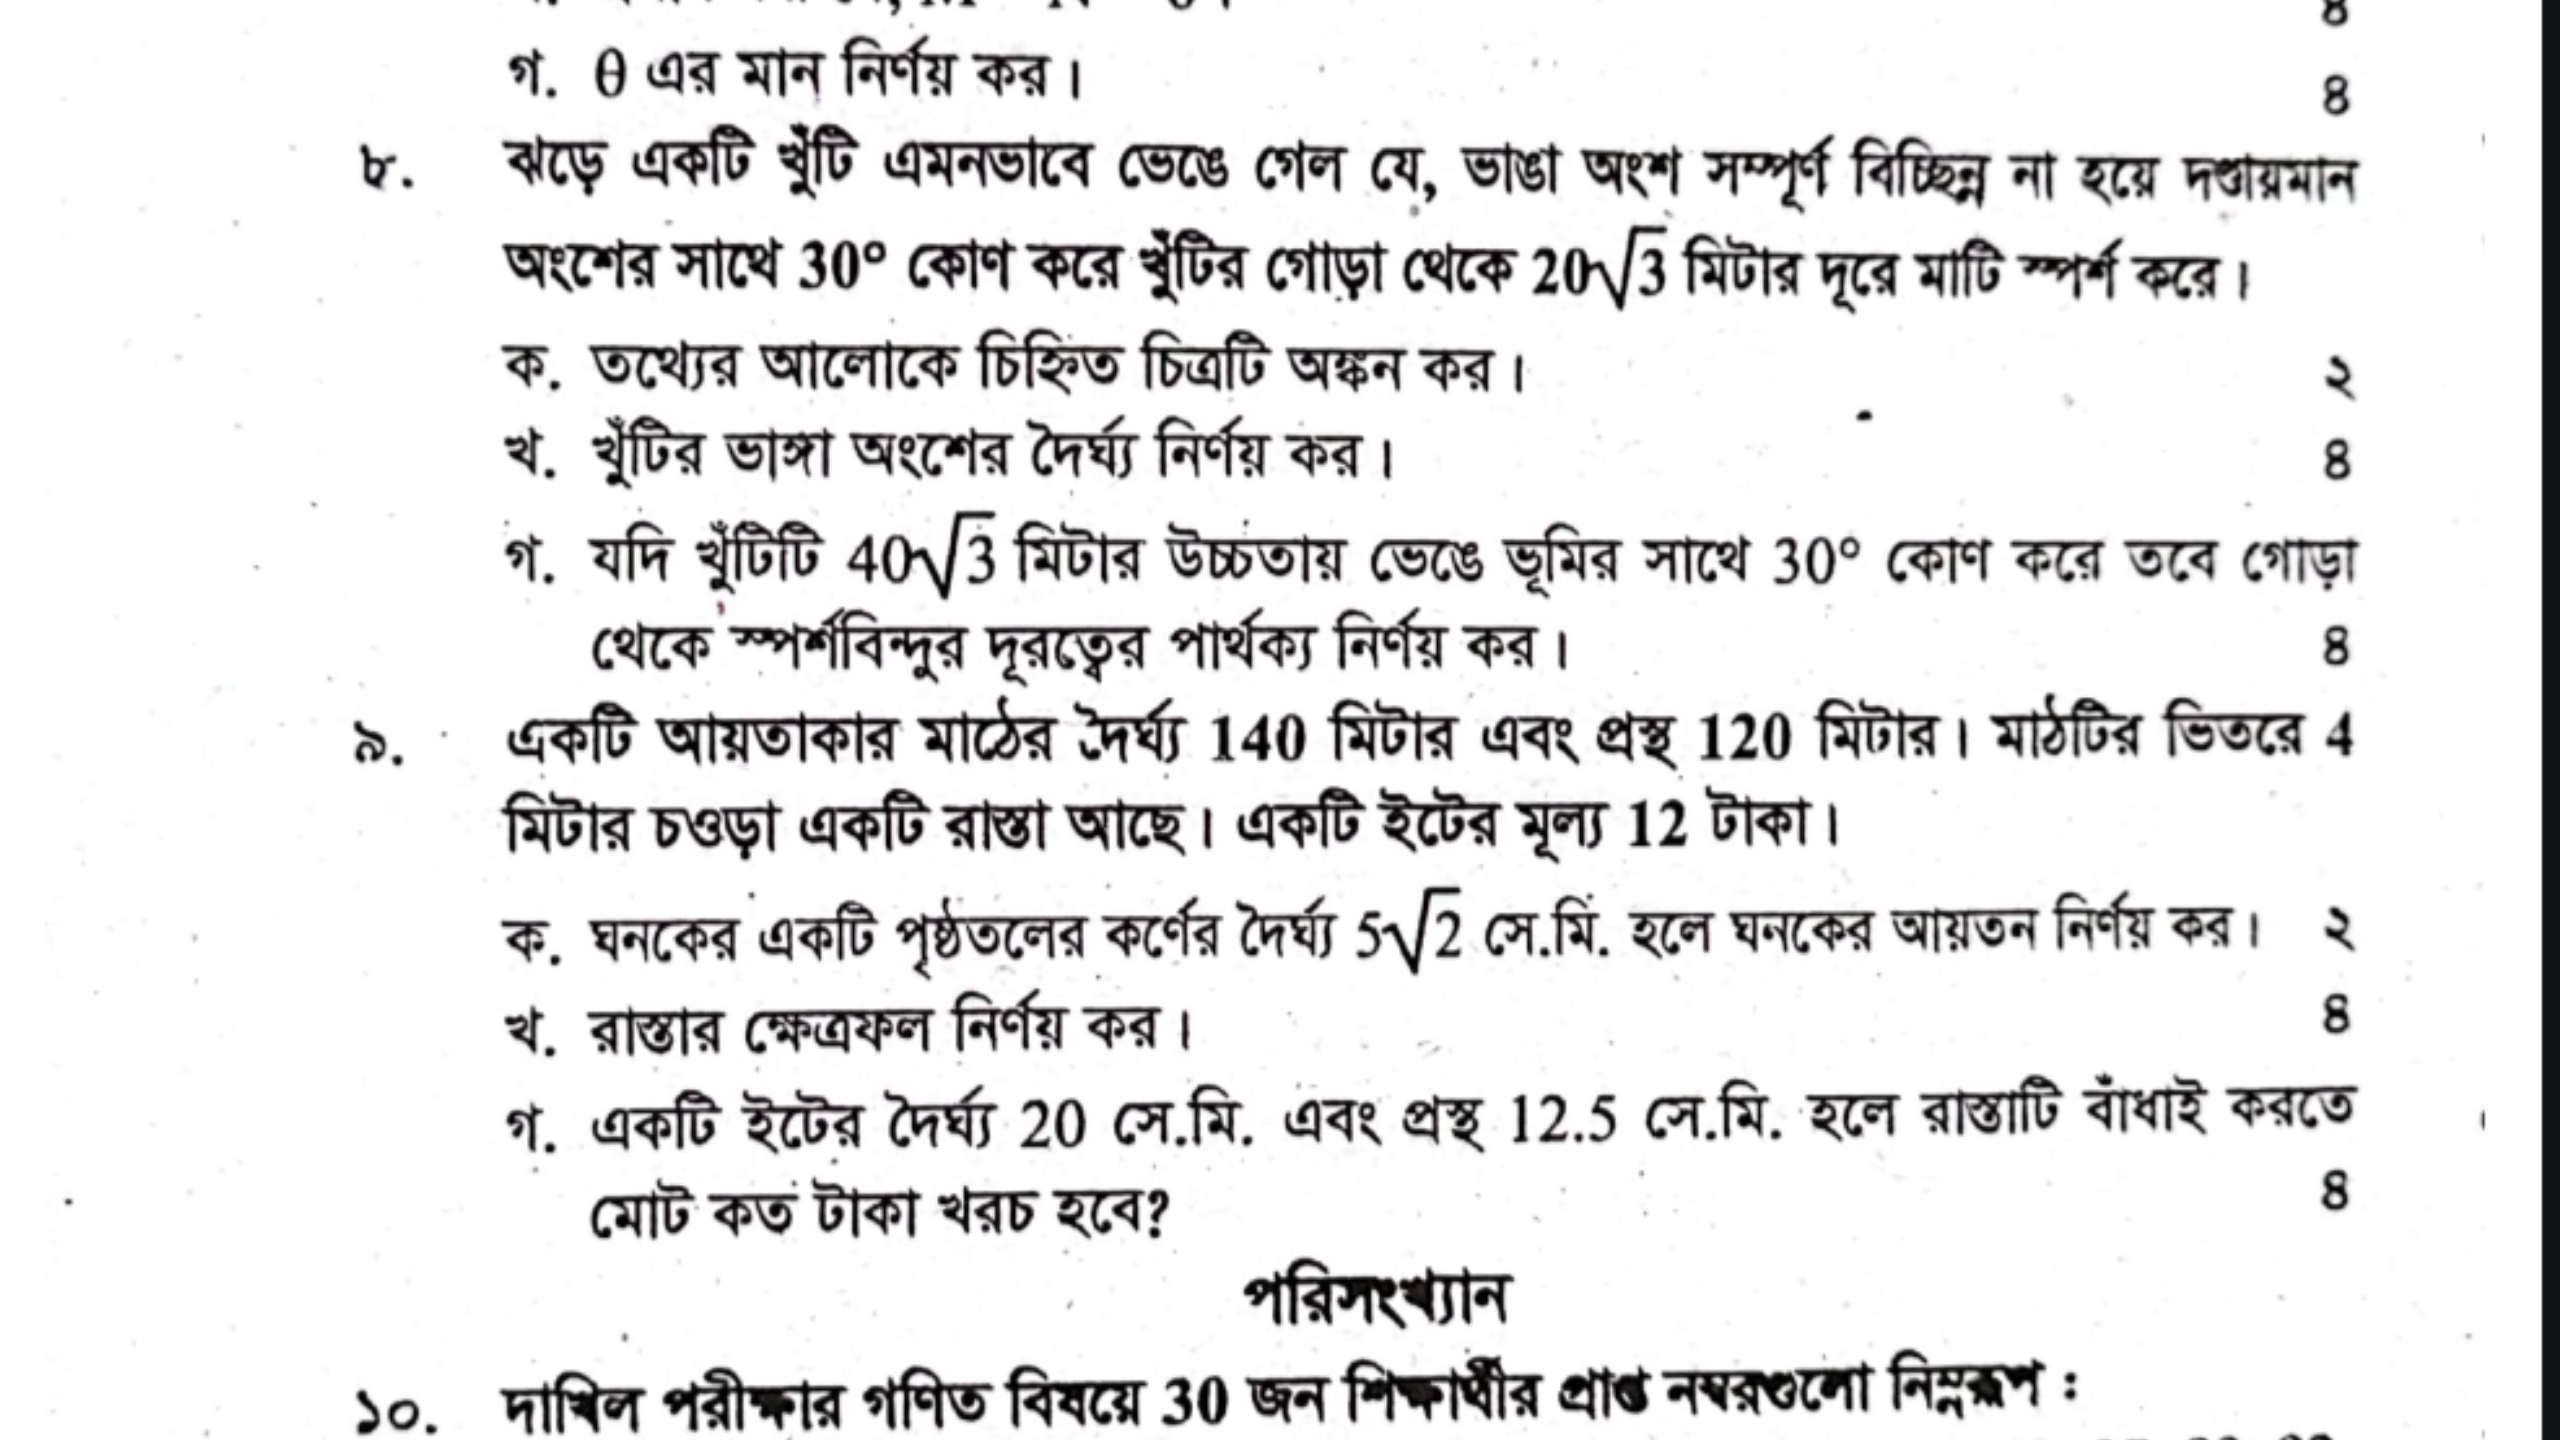 ৪
গ. θ এর মান নির্ণয় কর। ৪
৮. ঝড়ে একটি খুঁটি এমনভাবে ভেঙে গেল যে, ভাঙা অংশ সম্পূর্ণ বিচ্ছিন্ন না হয়ে দণ্ডায়মান
অংশের সাথে 30° কোণ করে খুঁটির গোড়া থেকে 20√3 মিটার দূরে মাটি স্পর্শ করে।
ক. তথ্যের আলোকে চিহ্নিত চিত্রটি অঙ্কন কর। ২
খ. খুঁটির ভাঙ্গা অংশের দৈর্ঘ্য নির্ণয় কর। ৪
গ. যদি খুঁটিটি 40√3 মিটার উচ্চতায় ভেঙে ভূমির সাথে 30° কোণ করে তবে গোড়া
থেকে স্পর্শবিন্দুর দূরত্বের পার্থক্য নির্ণয় কর। ৪
৯. একটি আয়তাকার মাঠের দৈর্ঘ্য 140 মিটার এবং প্রস্থ 120 মিটার। মাঠটির ভিতরে 4
মিটার চওড়া একটি রাস্তা আছে। একটি ইটের মূল্য 12 টাকা।
ক. ঘনকের একটি পৃষ্ঠতলের কর্ণের দৈর্ঘ্য 5√2 সে.মি. হলে ঘনকের আয়তন নির্ণয় কর। ২
খ. রাস্তার ক্ষেত্রফল নির্ণয় কর। ৪
গ. একটি ইটের দৈর্ঘ্য 20 সে.মি. এবং প্রস্থ 12.5 সে.মি. হলে রাস্তাটি বাঁধাই করতে
মোট কত টাকা খরচ হবে? ৪
পরিসংখ্যান
১০. দাখিল পরীক্ষার গণিত বিষয়ে 30 জন শিক্ষার্থীর প্রাপ্ত নম্বরগুলো নিম্নরূপ :